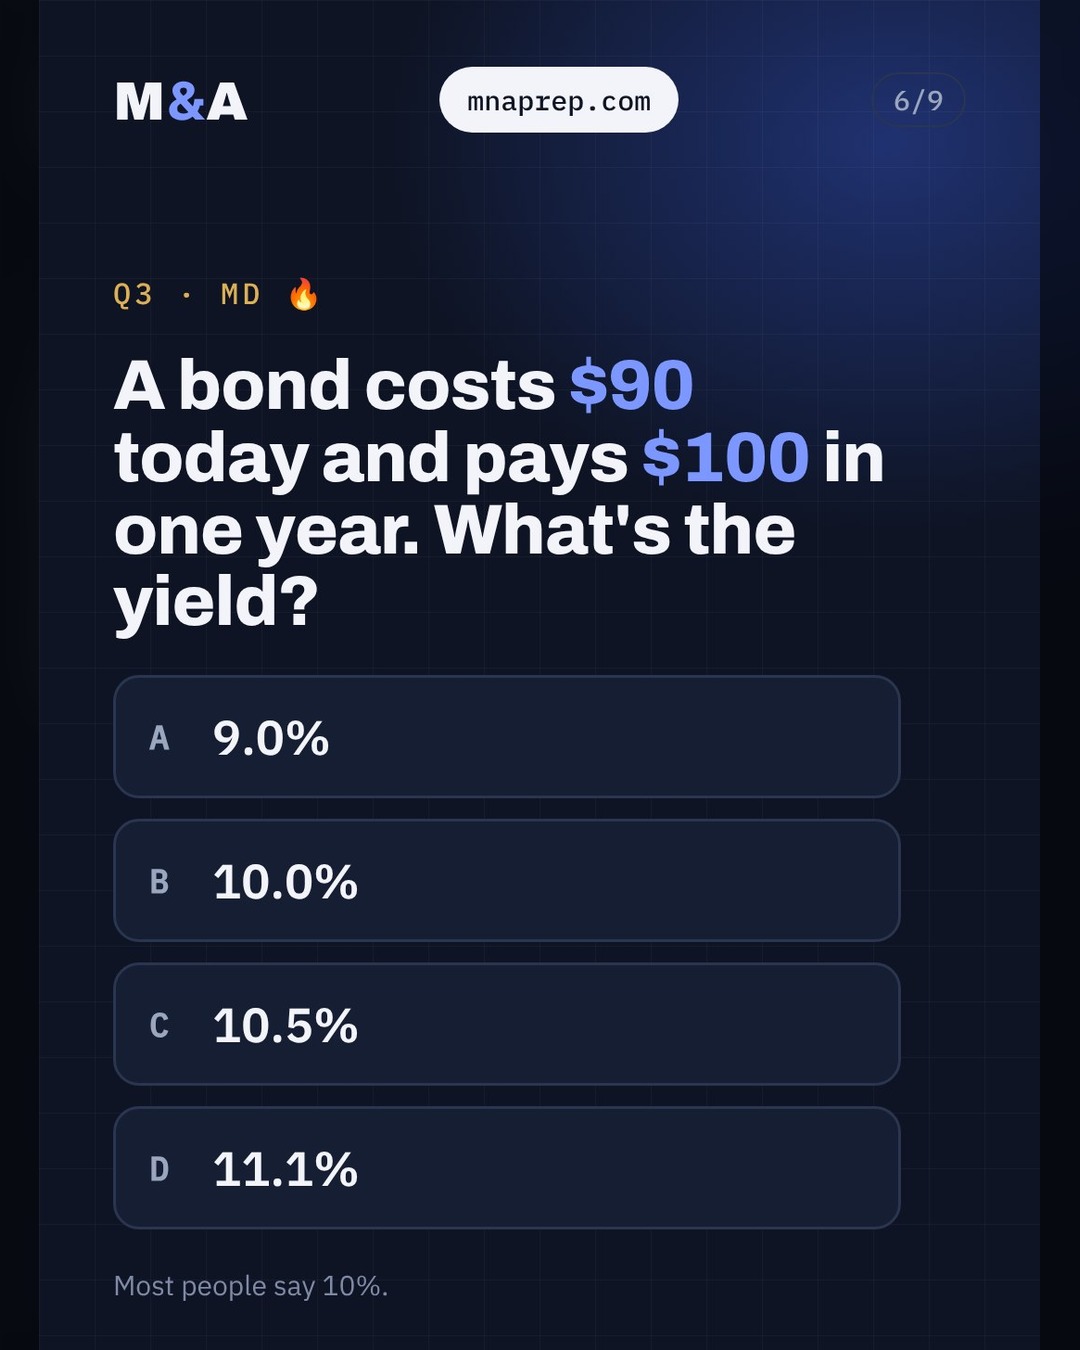 M&A
mnaprep.com
6/9
Q3 · MD 🔥
A bond costs $90
today and pays $100 in
one year. What's the
yield?
A 9.0%
B 10.0%
C 10.5%
D 11.1%
Most people say 10%.